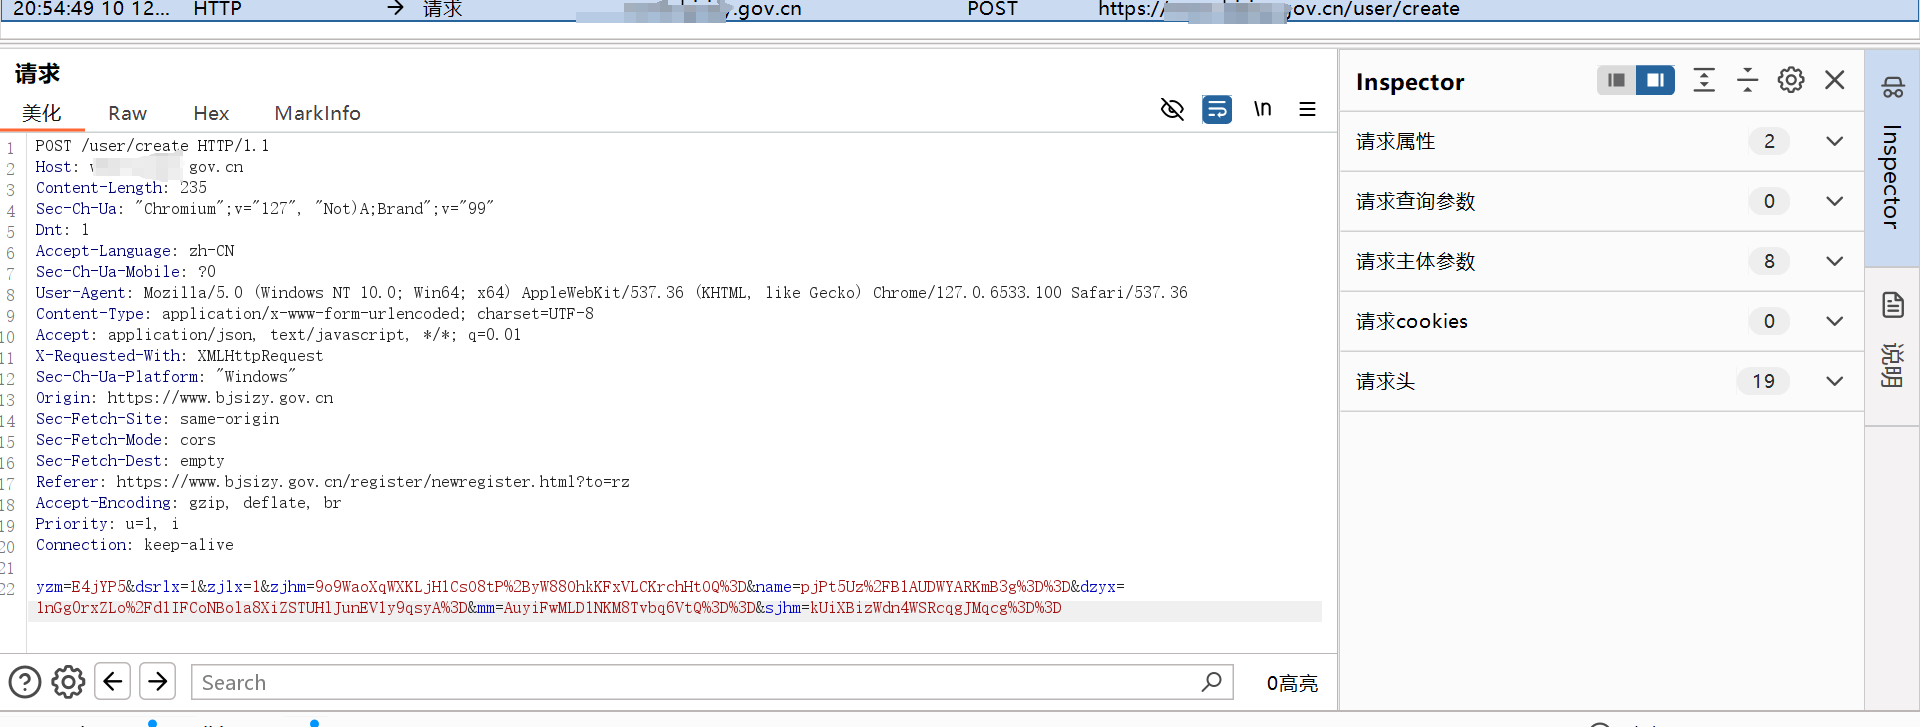 20:54:49 10 12... HTTP → 请求 .gov.cn POST https:// gov.cn/user/create
请求
美化 Raw Hex MarkInfo \n
1 POST /user/create HTTP/1.1
2 Host: gov.cn
3 Content-Length: 235
4 Sec-Ch-Ua: "Chromium";v="127", "Not)A;Brand";v="99"
5 Dnt: 1
6 Accept-Language: zh-CN
7 Sec-Ch-Ua-Mobile: ?0
8 User-Agent: Mozilla/5.0 (Windows NT 10.0; Win64; x64) AppleWebKit/537.36 (KHTML, like Gecko) Chrome/127.0.6533.100 Safari/537.36
9 Content-Type: application/x-www-form-urlencoded; charset=UTF-8
10 Accept: application/json, text/javascript, */*; q=0.01
11 X-Requested-With: XMLHttpRequest
12 Sec-Ch-Ua-Platform: "Windows"
13 Origin: https://www.bjsizy.gov.cn
14 Sec-Fetch-Site: same-origin
15 Sec-Fetch-Mode: cors
16 Sec-Fetch-Dest: empty
17 Referer: https://www.bjsizy.gov.cn/register/newregister.html?to=rz
18 Accept-Encoding: gzip, deflate, br
19 Priority: u=1, i
20 Connection: keep-alive
21
22 yzm=E4jYP5&dsrlx=1&zjlx=1&zjhm=9o9WaoXqWXKLjHlCsO8tP%2ByW880hkKFxVLCKrchHt0Q%3D&name=pjPt5Uz%2FB1AUDWYARKmB3g%3D%3D&dzyx=
1nGg0rxZLo%2Fd1IFCoNBola8XiZSTUHlJunEV1y9qsyA%3D&mm=AuyiFwMLD1NKM8Tvbq6VtQ%3D%3D&sjhm=kUiXBizWdn4WSRcqgJMqcg%3D%3D
Search
0高亮
Inspector
请求属性 2
请求查询参数 0
请求主体参数 8
请求cookies 0
请求头 19
Inspector
说明